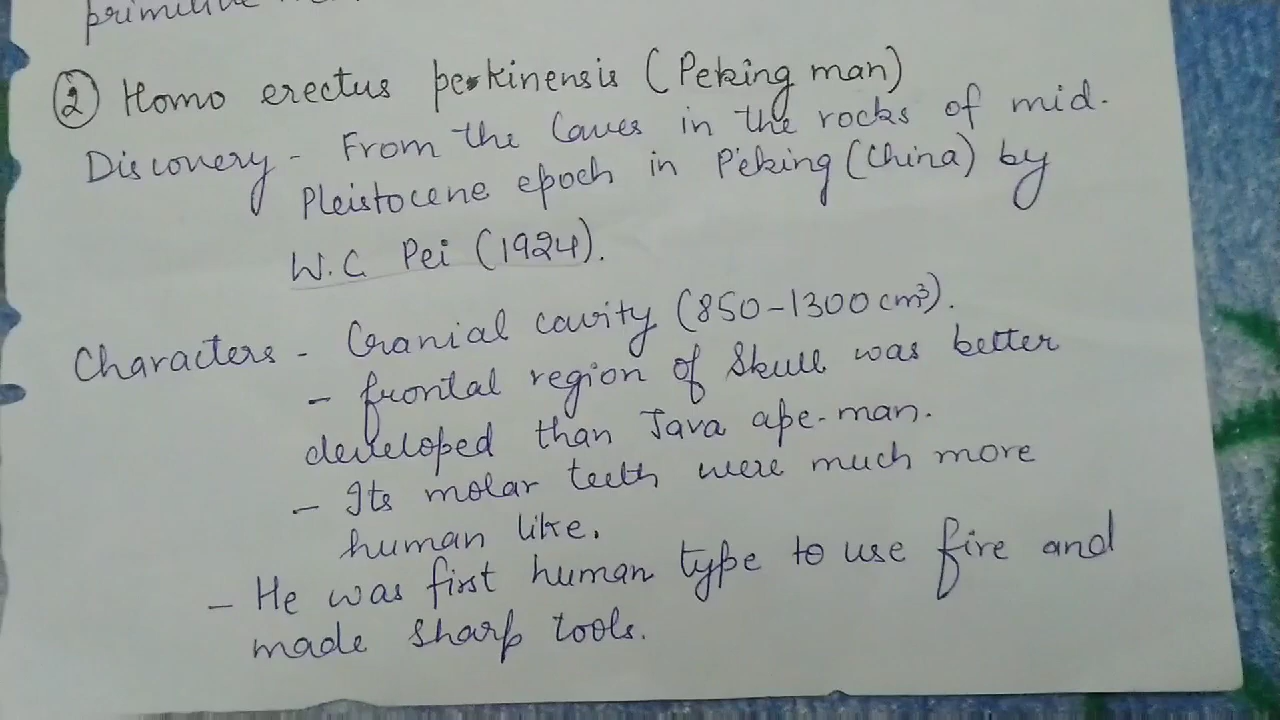 primitive
② Homo erectus pekinensis (Peking man)
Discovery - From the Caves in the rocks of mid.
Pleistocene epoch in Peking (China) by
W.C Pei (1924).
Characters - Cranial cavity (850-1300 cm³).
- frontal region of Skull was better
developed than Java ape-man.
- Its molar teeth were much more
human like.
- He was first human type to use fire and
made sharp tools.